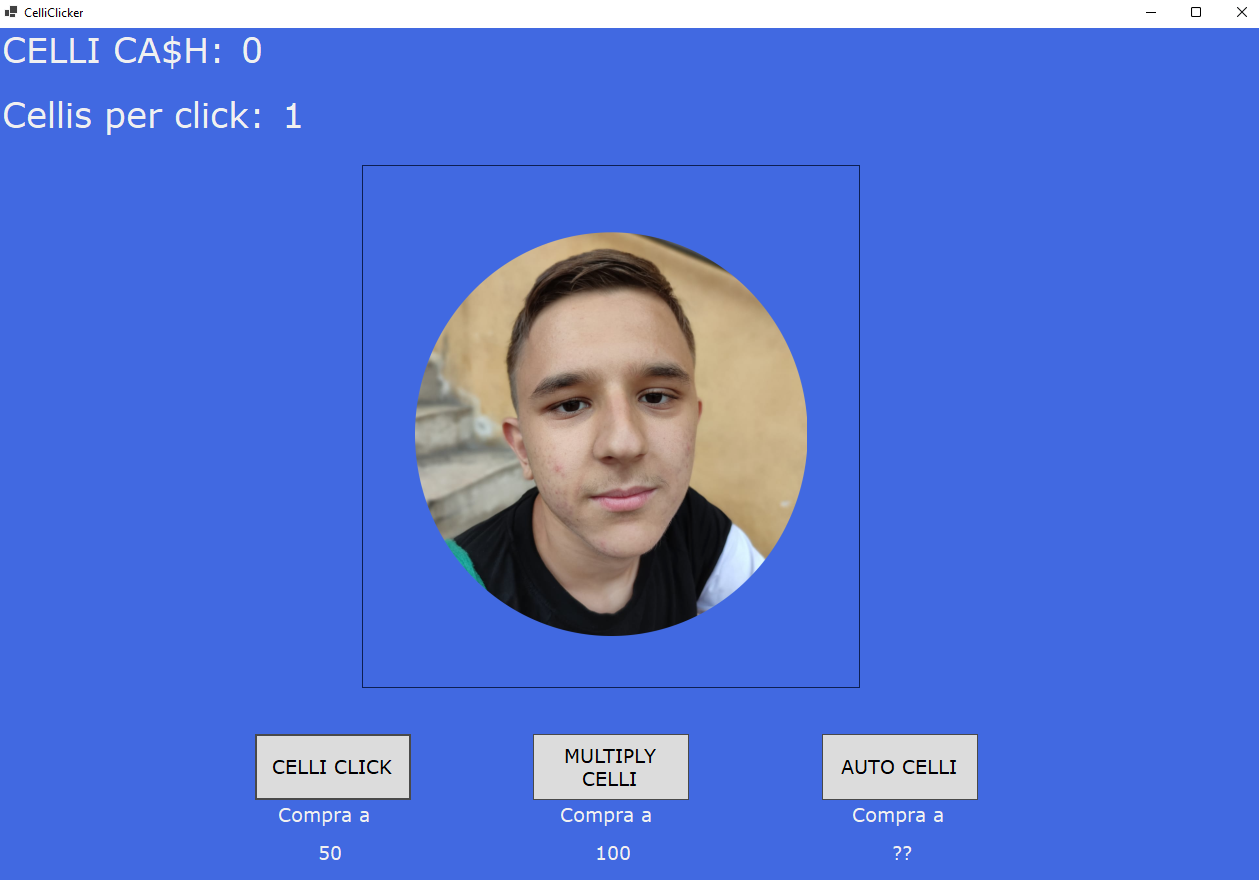 CelliClicker
CELLI CA$H: 0
Cellis per click: 1
CELLI CLICK
MULTIPLY
CELLI
AUTO CELLI
Compra a
Compra a
Compra a
50
100
??